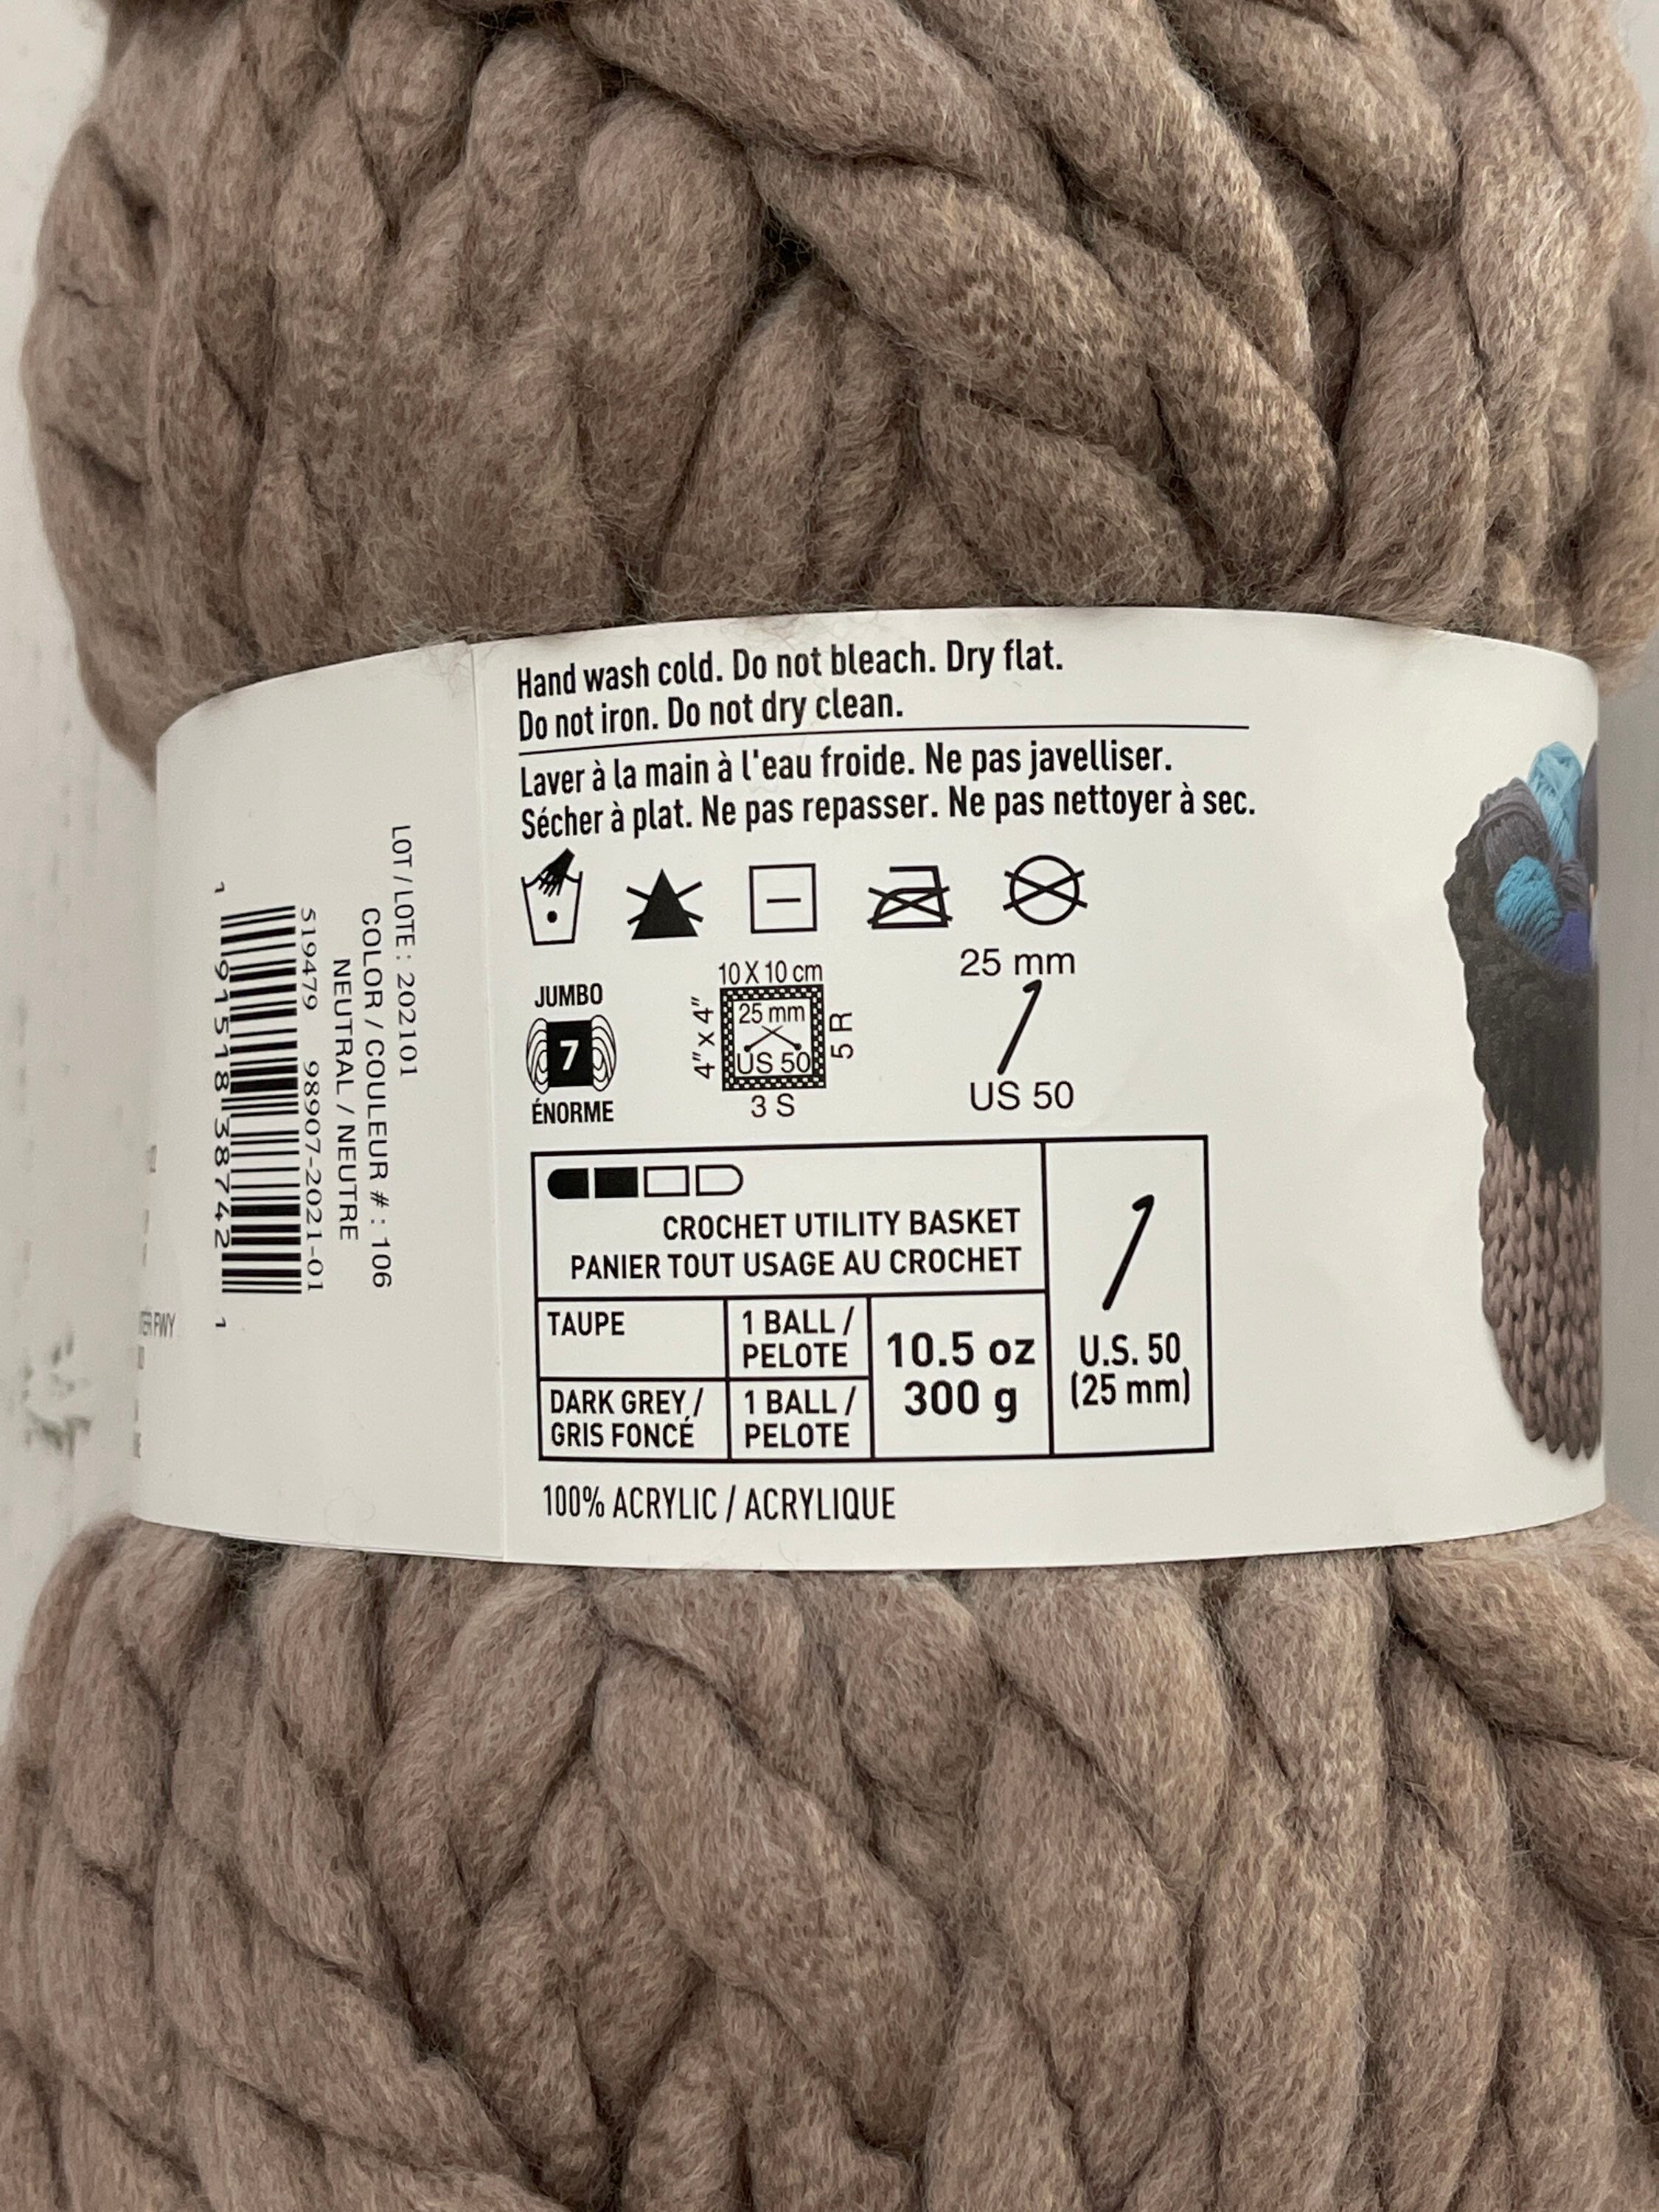 Hand wash cold. Do not bleach. Dry flat.
Do not iron. Do not dry clean.
Laver à la main à l'eau froide. Ne pas javelliser.
Sécher à plat. Ne pas repasser. Ne pas nettoyer à sec.
JUMBO
7
ÉNORME
10 X 10 cm
4" x 4"
25 mm
US 50
5 R
3 S
25 mm
US 50
CROCHET UTILITY BASKET
PANIER TOUT USAGE AU CROCHET
TAUPE
1 BALL /
PELOTE
DARK GREY /
GRIS FONCÉ
1 BALL /
PELOTE
10.5 oz
300 g
U.S. 50
(25 mm)
100% ACRYLIC / ACRYLIQUE
LOT / LOTE : 202101
COLOR / COULEUR # : 106
NEUTRAL / NEUTRE
519479 98907-2021-01
1 91518 38742 1
FWY